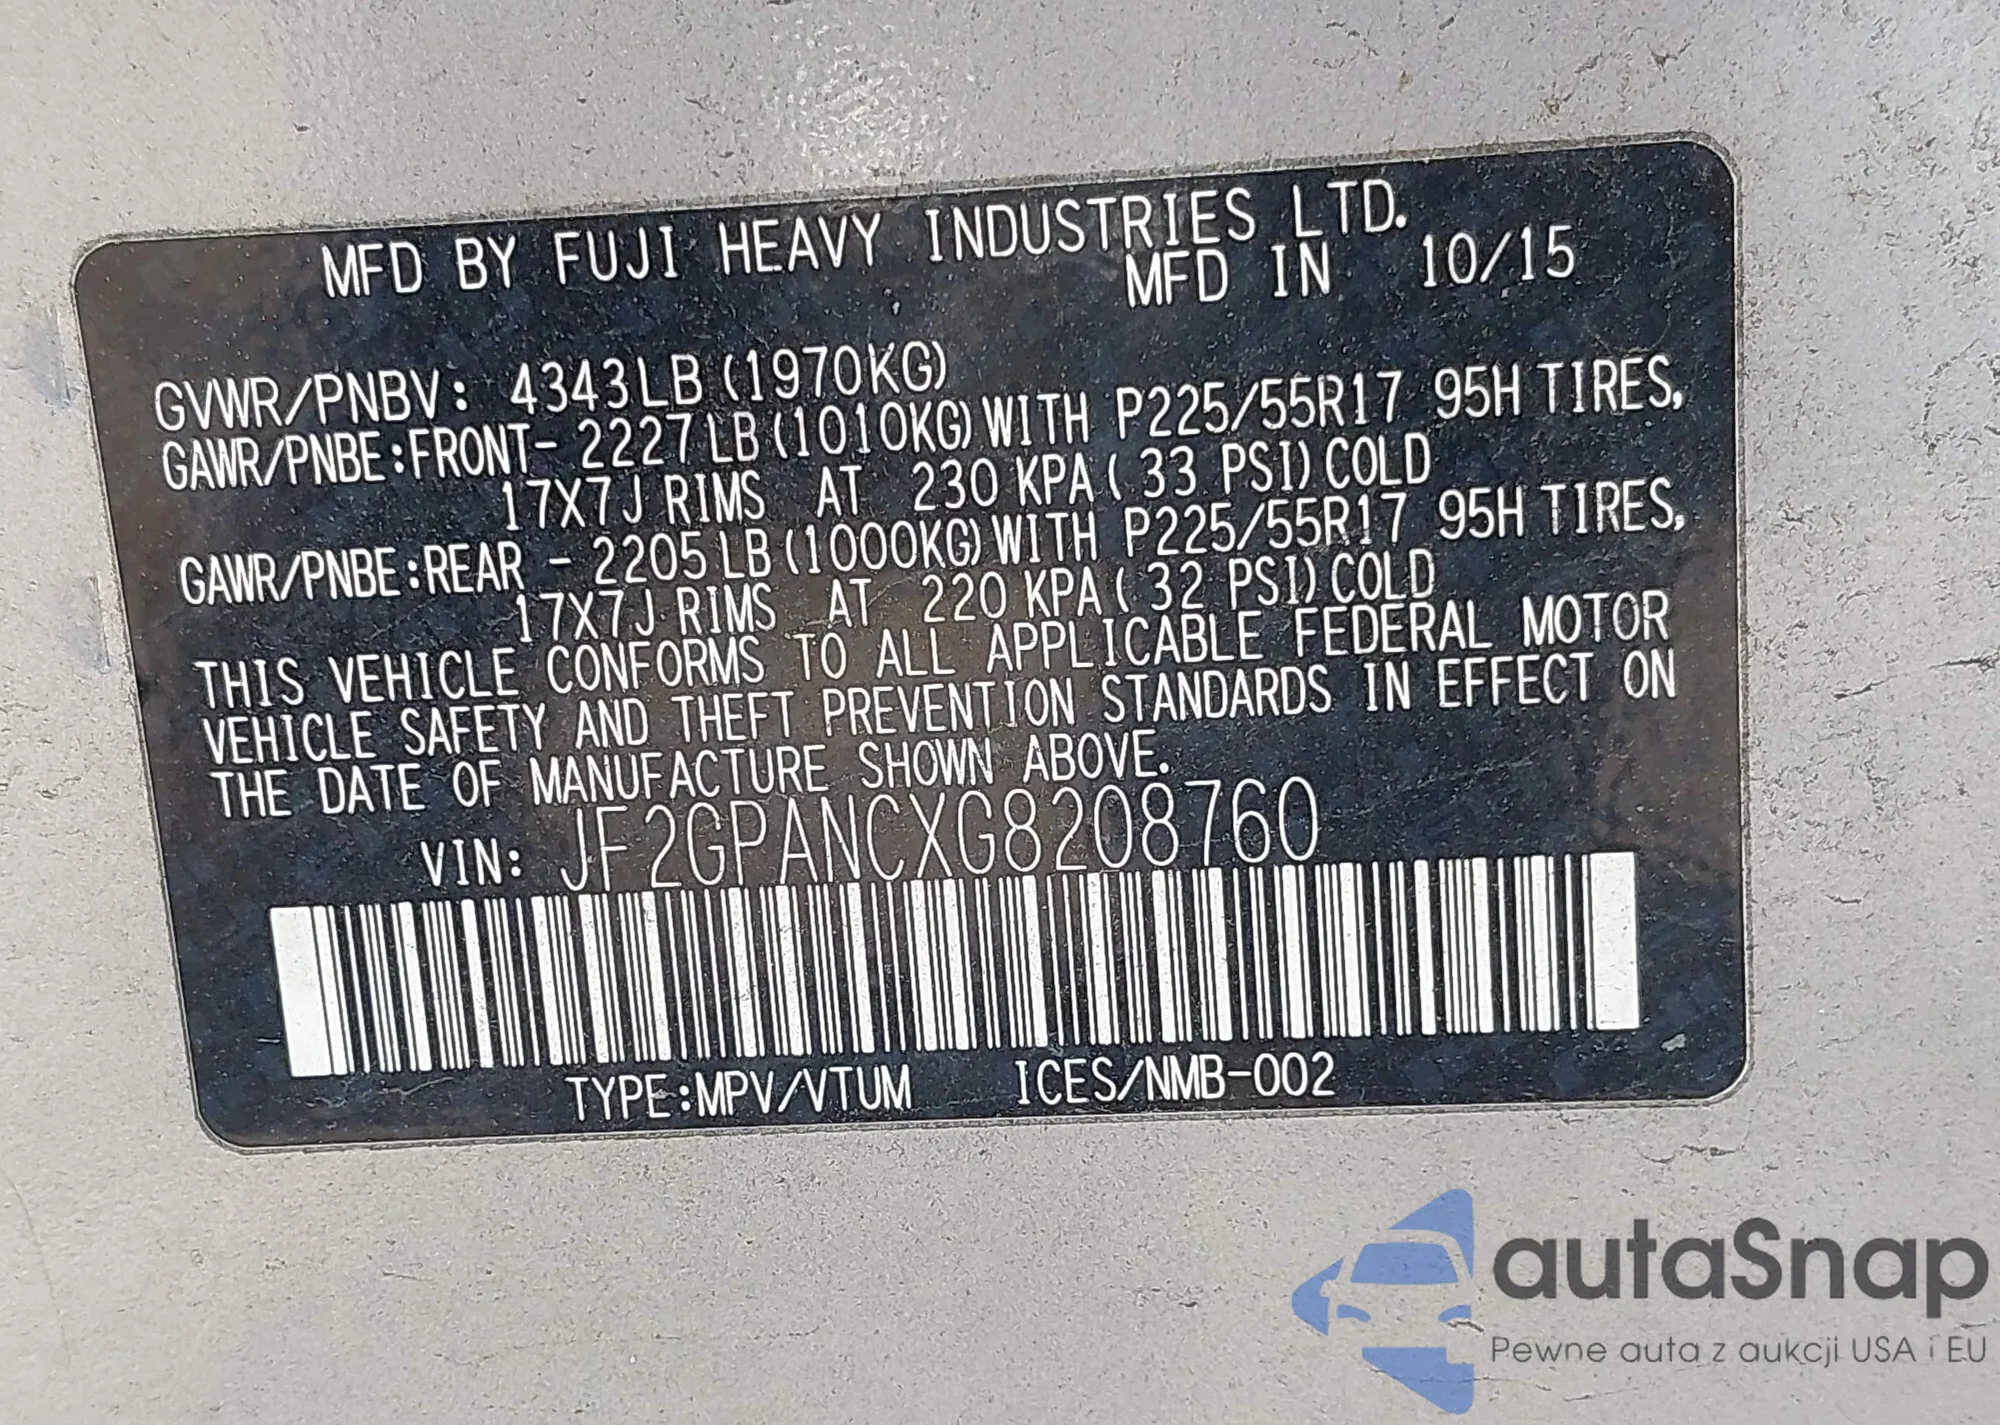 MFD BY FUJI HEAVY INDUSTRIES LTD.
MFD IN 10/15
GVWR/PNBV: 4343LB(1970KG)
GAWR/PNBE:FRONT- 2227LB(1010KG)WITH P225/55R17 95H TIRES,
17X7J RIMS AT 230 KPA( 33 PSI)COLD
GAWR/PNBE:REAR - 2205LB(1000KG)WITH P225/55R17 95H TIRES,
17X7J RIMS AT 220 KPA( 32 PSI)COLD
THIS VEHICLE CONFORMS TO ALL APPLICABLE FEDERAL MOTOR
VEHICLE SAFETY AND THEFT PREVENTION STANDARDS IN EFFECT ON
THE DATE OF MANUFACTURE SHOWN ABOVE.
VIN: JF2GPANCXG8208760
TYPE:MPV/VTUM ICES/NMB-002
autaSnap
Pewne auta z aukcji USA i EU